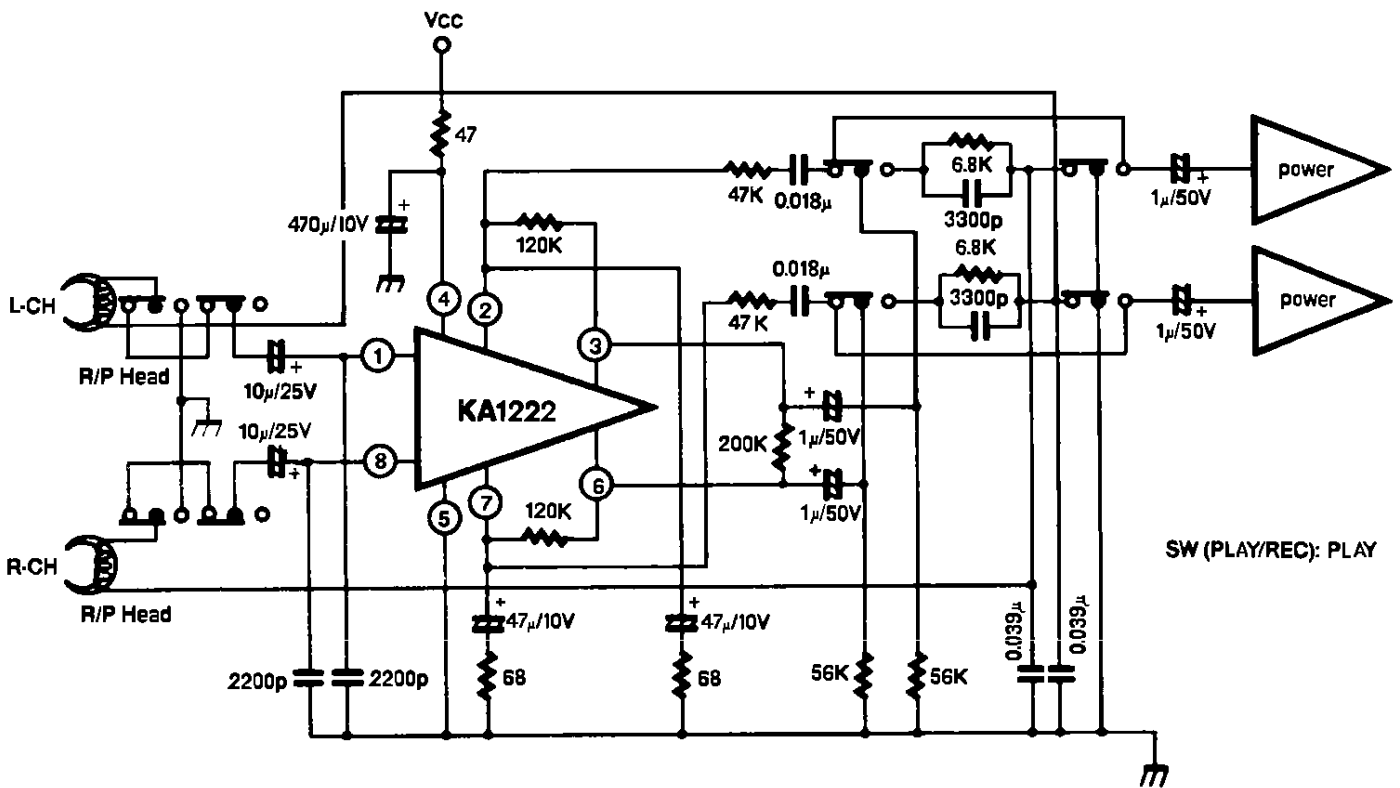 Vcc
47
470µ/10V
120K
47K
0.018µ
6.8K
3300p
1µ/50V
power
L-CH
R/P Head
4
2
3
1
10µ/25V
KA1222
47K
0.018µ
6.8K
3300p
1µ/50V
power
10µ/25V
8
5
7
6
120K
200K
1µ/50V
1µ/50V
R-CH
R/P Head
SW (PLAY/REC): PLAY
47µ/10V
47µ/10V
2200p
2200p
68
68
56K
56K
0.039µ
0.039µ